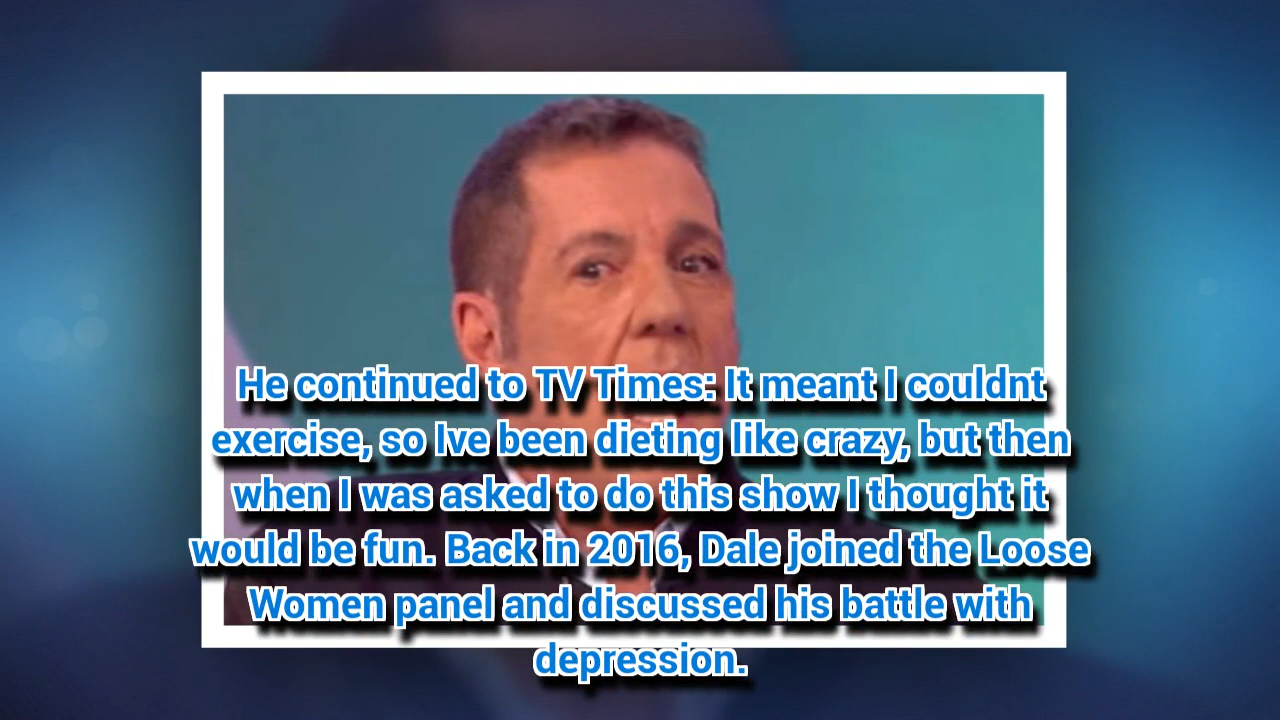 He continued to TV Times: It meant I couldnt
exercise, so Ive been dieting like crazy, but then
when I was asked to do this show I thought it
would be fun. Back in 2016, Dale joined the Loose
Women panel and discussed his battle with
depression.